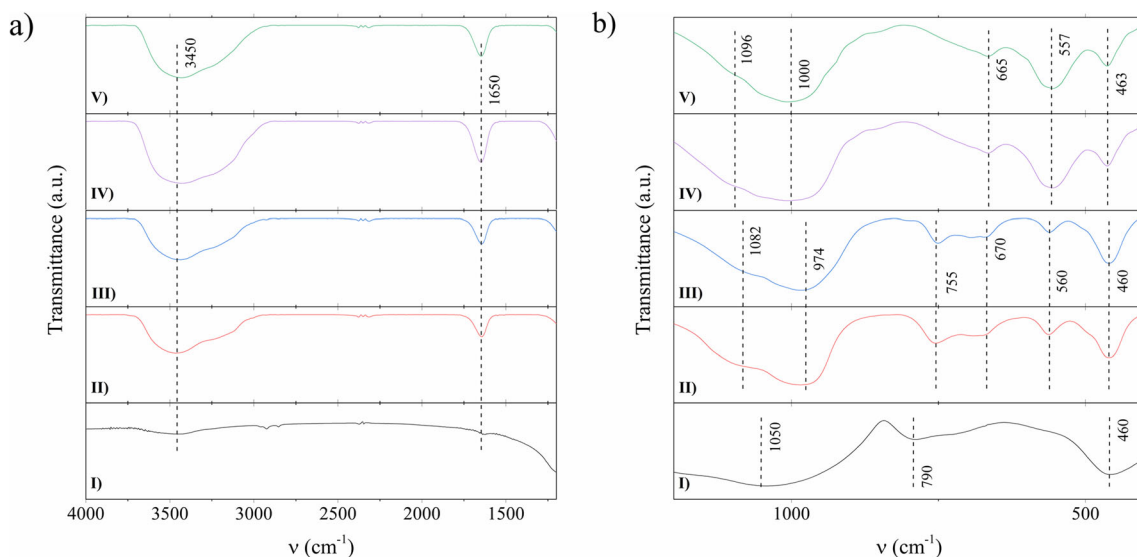 a)
Transmittance (a.u.)
3450
1650
V)
IV)
III)
II)
I)
4000 3500 3000 2500 2000 1500
ν (cm-1)
b)
Transmittance (a.u.)
1096
1000
665
557
463
V)
IV)
1082
974
755
670
560
460
III)
II)
1050
790
460
I)
1000 500
ν (cm-1)